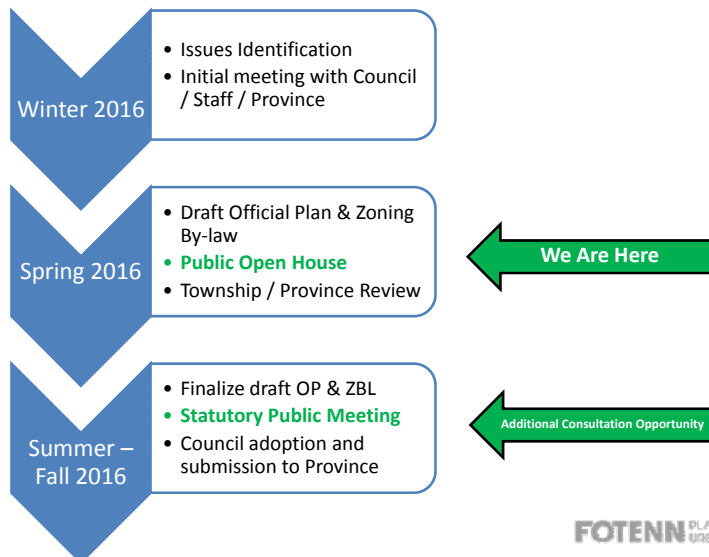 Winter 2016
• Issues Identification
• Initial meeting with Council
/ Staff / Province
Spring 2016
• Draft Official Plan & Zoning
By-law
• Public Open House
• Township / Province Review
We Are Here
Summer –
Fall 2016
• Finalize draft OP & ZBL
• Statutory Public Meeting
• Council adoption and
submission to Province
Additional Consultation Opportunity
FOTENN